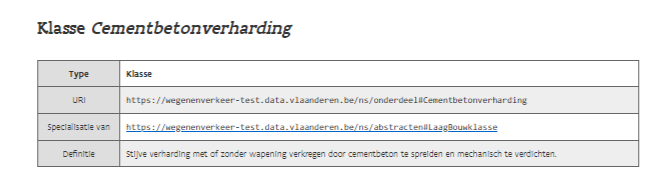 Klasse Cementbetonverharding
Type Klasse
URI https://wegenenverkeer-test.data.vlaanderen.be/ns/onderdeel#Cementbetonverharding
Specialisatie van https://wegenenverkeer-test.data.vlaanderen.be/ns/abstracten#LaagBouwklasse
Definitie Stijve verharding met of zonder wapening verkregen door cementbeton te spreiden en mechanisch te verdichten.